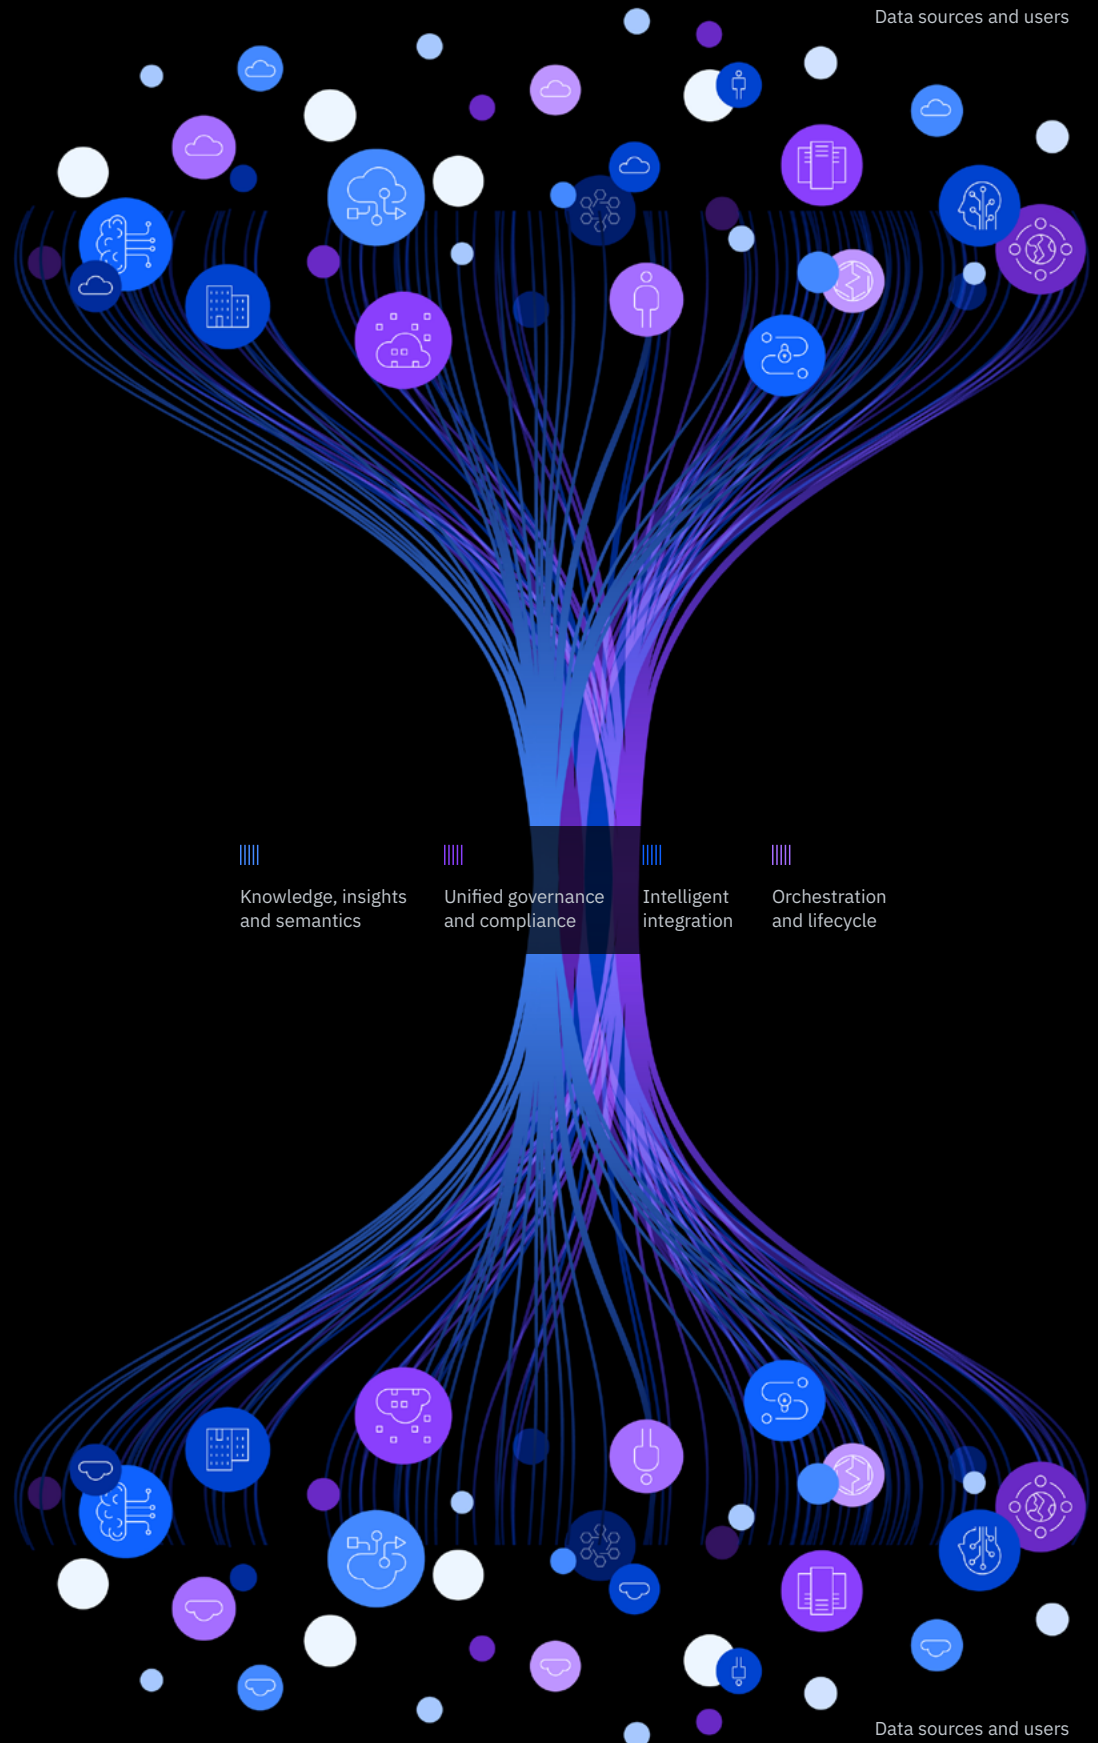 Data sources and users
Knowledge, insights
and semantics
Unified governance
and compliance
Intelligent
integration
Orchestration
and lifecycle
Data sources and users